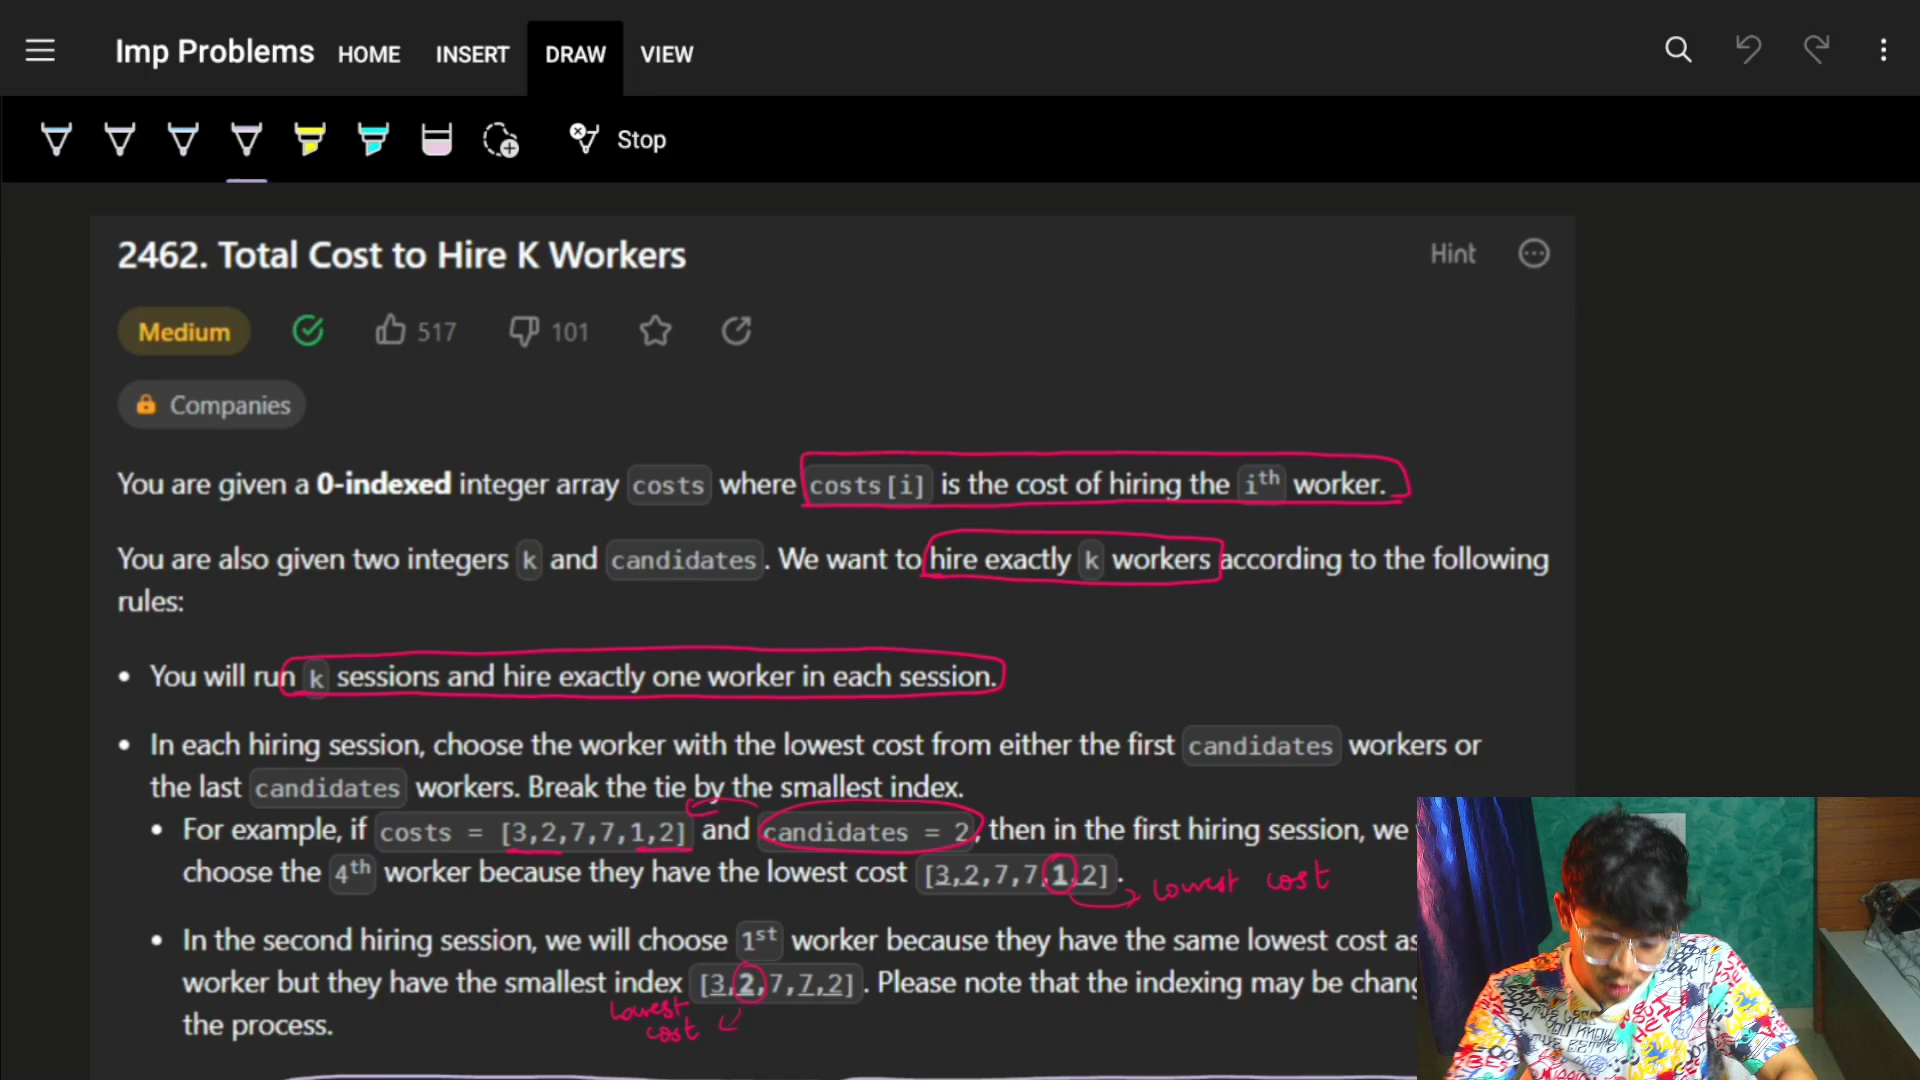 Imp Problems HOME INSERT DRAW VIEW
Stop
2462. Total Cost to Hire K Workers
Hint
Medium 517 101
Companies
You are given a 0-indexed integer array costs where costs[i] is the cost of hiring the ith worker.
You are also given two integers k and candidates. We want to hire exactly k workers according to the following
rules:
• You will run k sessions and hire exactly one worker in each session.
• In each hiring session, choose the worker with the lowest cost from either the first candidates workers or
the last candidates workers. Break the tie by the smallest index.
• For example, if costs = [3,2,7,7,1,2] and candidates = 2, then in the first hiring session, we
choose the 4th worker because they have the lowest cost [3,2,7,7,1,2].
Lowest cost
• In the second hiring session, we will choose 1st worker because they have the same lowest cost as
worker but they have the smallest index [3,2,7,7,2]. Please note that the indexing may be chang
Lowest
cost
the process.